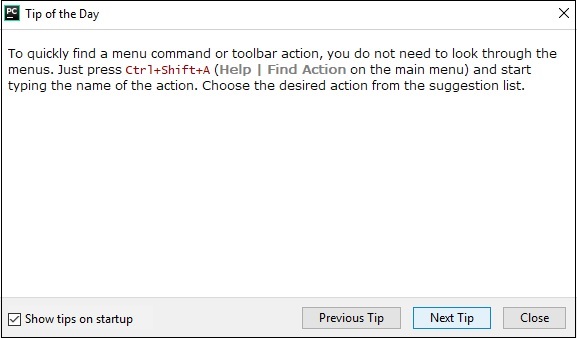 PC Tip of the Day
To quickly find a menu command or toolbar action, you do not need to look through the
menus. Just press Ctrl+Shift+A (Help | Find Action on the main menu) and start
typing the name of the action. Choose the desired action from the suggestion list.
Show tips on startup Previous Tip Next Tip Close